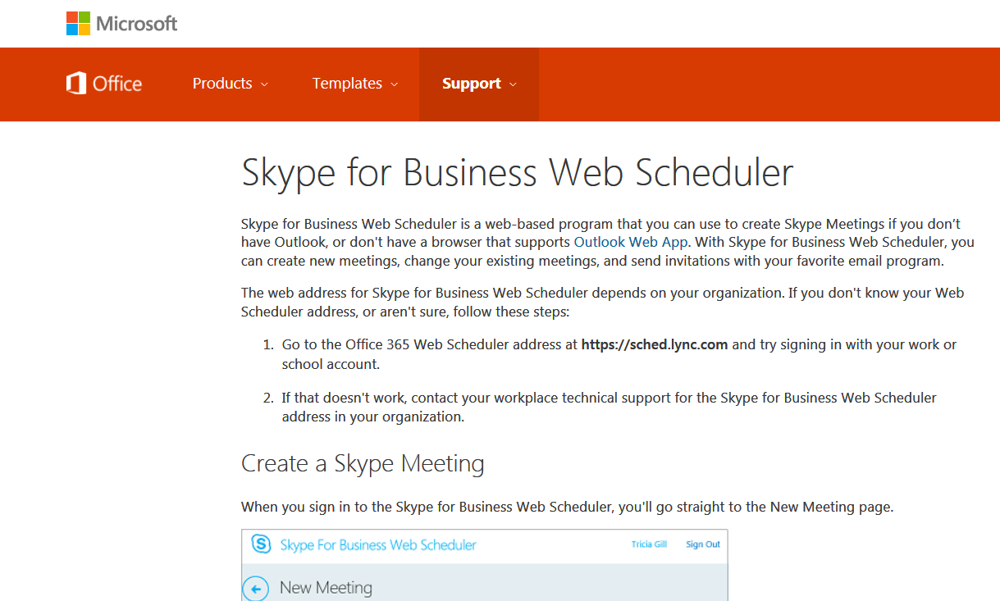 Microsoft
Office Products Templates Support
Skype for Business Web Scheduler
Skype for Business Web Scheduler is a web-based program that you can use to create Skype Meetings if you don’t
have Outlook, or don't have a browser that supports Outlook Web App. With Skype for Business Web Scheduler, you
can create new meetings, change your existing meetings, and send invitations with your favorite email program.
The web address for Skype for Business Web Scheduler depends on your organization. If you don't know your Web
Scheduler address, or aren't sure, follow these steps:
1. Go to the Office 365 Web Scheduler address at https://sched.lync.com and try signing in with your work or
school account.
2. If that doesn't work, contact your workplace technical support for the Skype for Business Web Scheduler
address in your organization.
Create a Skype Meeting
When you sign in to the Skype for Business Web Scheduler, you'll go straight to the New Meeting page.
Skype For Business Web Scheduler Tricia Gill Sign Out
New Meeting